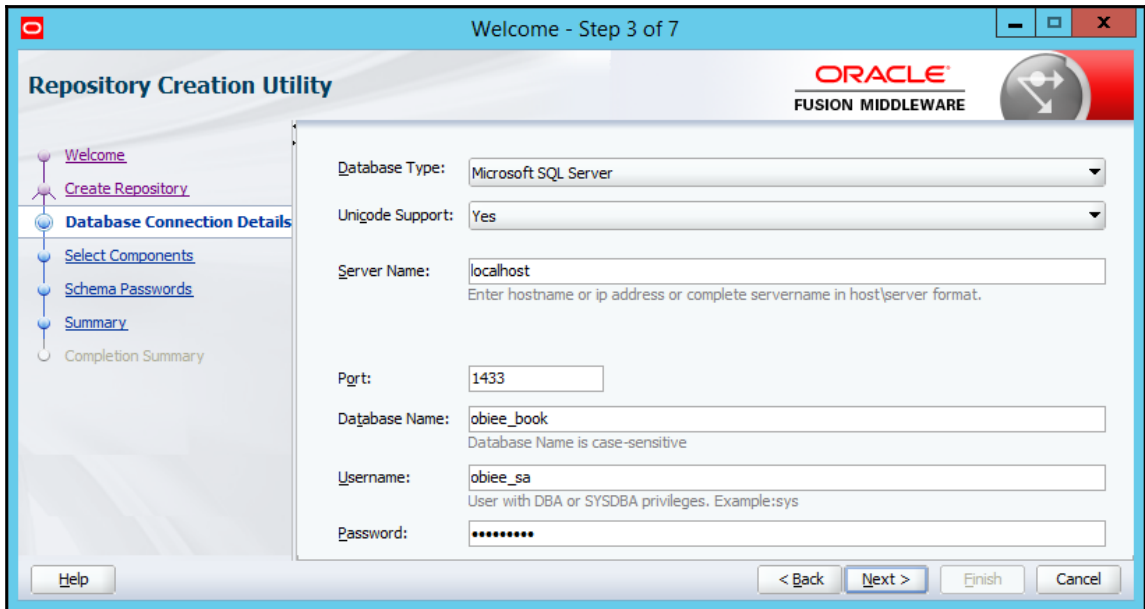 Welcome - Step 3 of 7
Repository Creation Utility
ORACLE
FUSION MIDDLEWARE
Welcome
Create Repository
Database Connection Details
Select Components
Schema Passwords
Summary
Completion Summary
Database Type: Microsoft SQL Server
Unicode Support: Yes
Server Name: localhost
Enter hostname or ip address or complete servername in host\server format.
Port: 1433
Database Name: obiee_book
Database Name is case-sensitive
Username: obiee_sa
User with DBA or SYSDBA privileges. Example:sys
Password: •••••••••
Help
< Back Next > Finish Cancel